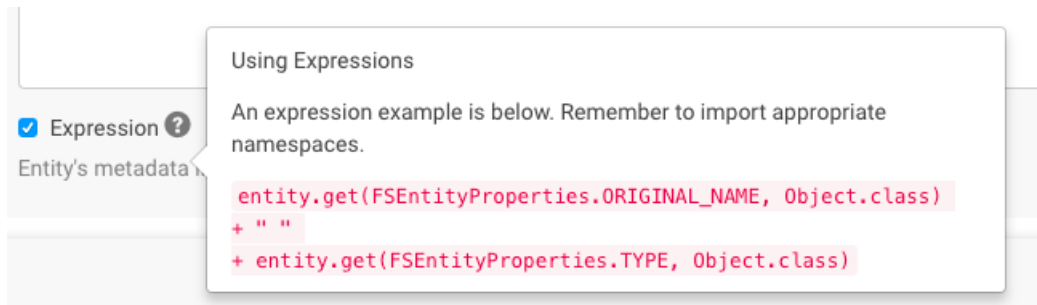 Using Expressions
An expression example is below. Remember to import appropriate
namespaces.
Expression ?
Entity's metadata
entity.get(FSEntityProperties.ORIGINAL_NAME, Object.class)
+ " "
+ entity.get(FSEntityProperties.TYPE, Object.class)